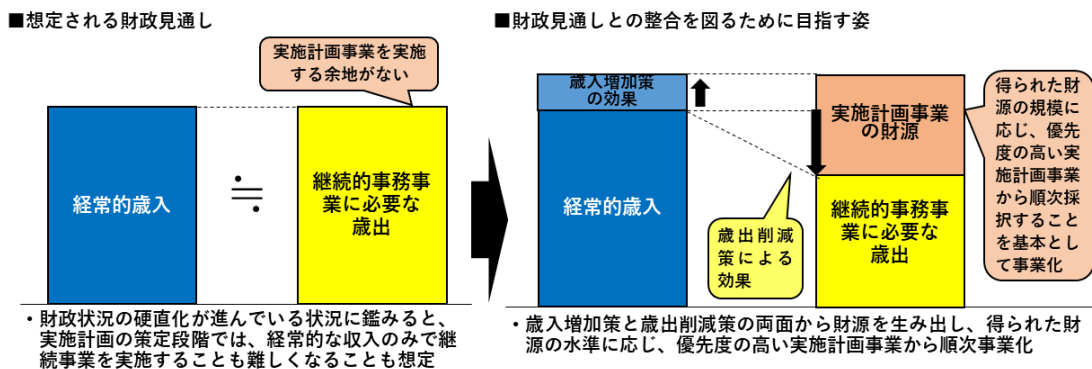 ■想定される財政見通し
実施計画事業を実施
する余地がない
経常的歳入
≒
継続的事務事
業に必要な
歳出
・財政状況の硬直化が進んでいる状況に鑑みると、
実施計画の策定段階では、経常的な収入のみで継
続事業を実施することも難しくなることも想定
■財政見通しとの整合を図るために目指す姿
歳入増加策
の効果
経常的歳入
歳出削減
策による
効果
実施計画事業
の財源
継続的事務事
業に必要な
歳出
得られた財
源の規模に
応じ、優先
度の高い実
施計画事業
から順次採
択すること
を基本とし
て事業化
・歳入増加策と歳出削減策の両面から財源を生み出し、得られた財
源の水準に応じ、優先度の高い実施計画事業から順次事業化